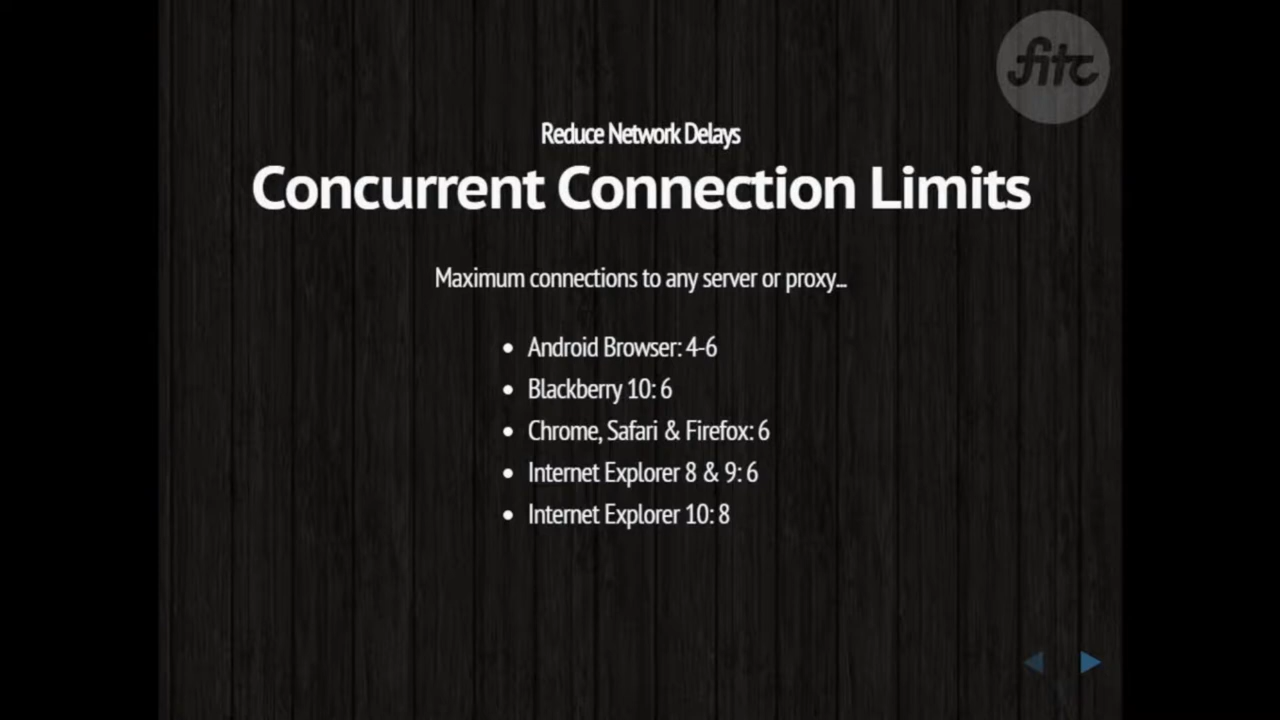 fitc
Reduce Network Delays
Concurrent Connection Limits
Maximum connections to any server or proxy...
• Android Browser: 4-6
• Blackberry 10: 6
• Chrome, Safari & Firefox: 6
• Internet Explorer 8 & 9: 6
• Internet Explorer 10: 8